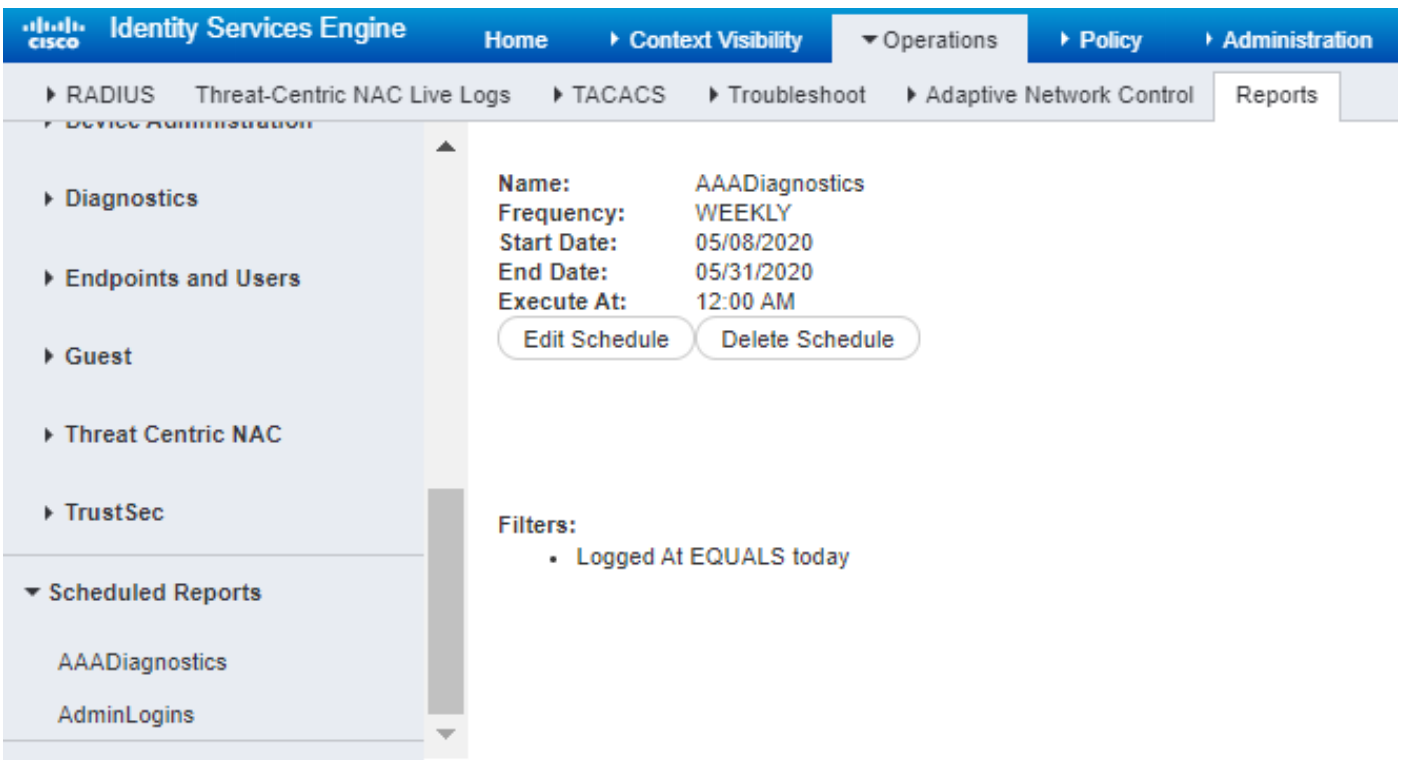 cisco Identity Services Engine Home Context Visibility Operations Policy Administration
RADIUS Threat-Centric NAC Live Logs TACACS Troubleshoot Adaptive Network Control Reports
Device Administration
Diagnostics
Endpoints and Users
Guest
Threat Centric NAC
TrustSec
Scheduled Reports
AAADiagnostics
AdminLogins
Name: AAADiagnostics
Frequency: WEEKLY
Start Date: 05/08/2020
End Date: 05/31/2020
Execute At: 12:00 AM
Edit Schedule Delete Schedule
Filters:
• Logged At EQUALS today